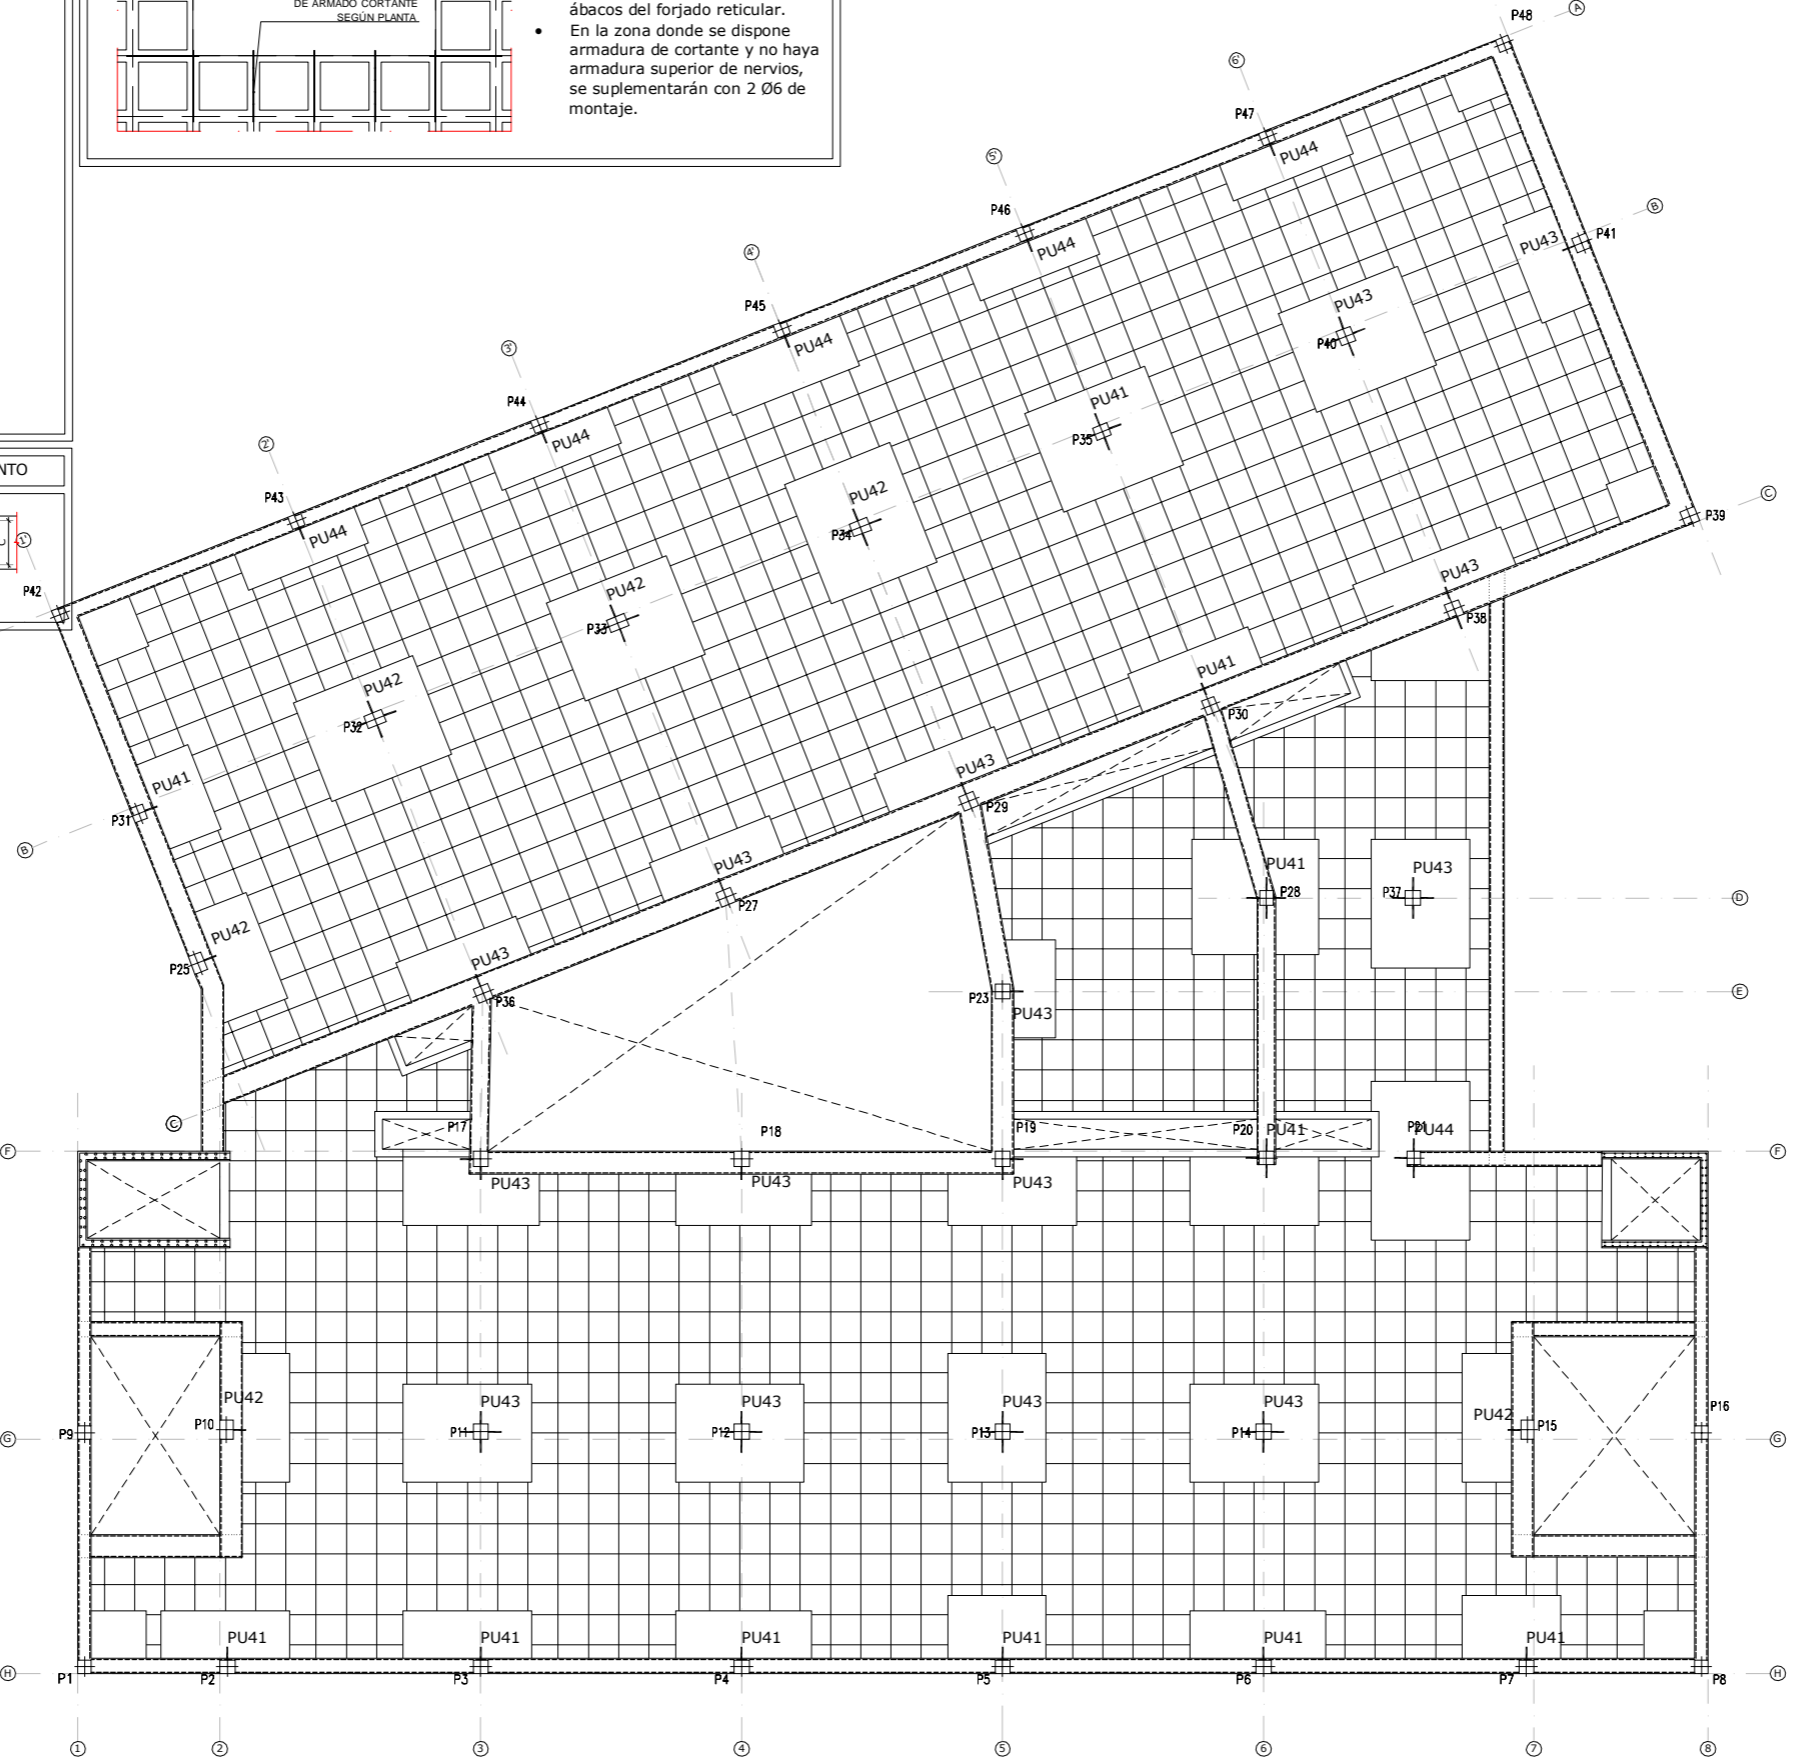 DE ARMADO CORTANTE
SEGÚN PLANTA
ábacos del forjado reticular.
• En la zona donde se dispone
armadura de cortante y no haya
armadura superior de nervios,
se suplementarán con 2 Ø6 de
montaje.
NTO
C
P48
A
6'
P47
PU44
5'
P46
PU44
B
P41
PU43
4'
P45
PU44
PU43
P40
3'
P44
PU44
PU41
P35
2'
P43
PU44
PU42
P34
C
P39
1'
P42
PU42
P33
PU43
P38
PU42
P32
PU41
P30
PU41
P31
B
PU43
P29
PU43
P27
PU41
P28
PU43
P37
D
PU42
P25
PU43
P36
P23
PU43
E
C
P17
P18
P19
P20
PU41
P21
PU44
F
F
PU43
PU43
PU43
PU42
P10
P9
G
PU43
P11
PU43
P12
PU43
P13
PU43
P14
PU42
P15
P16
G
PU41
PU41
PU41
PU41
PU41
PU41
H
P1
P2
P3
P4
P5
P6
P7
P8
H
1
2
3
4
5
6
7
8